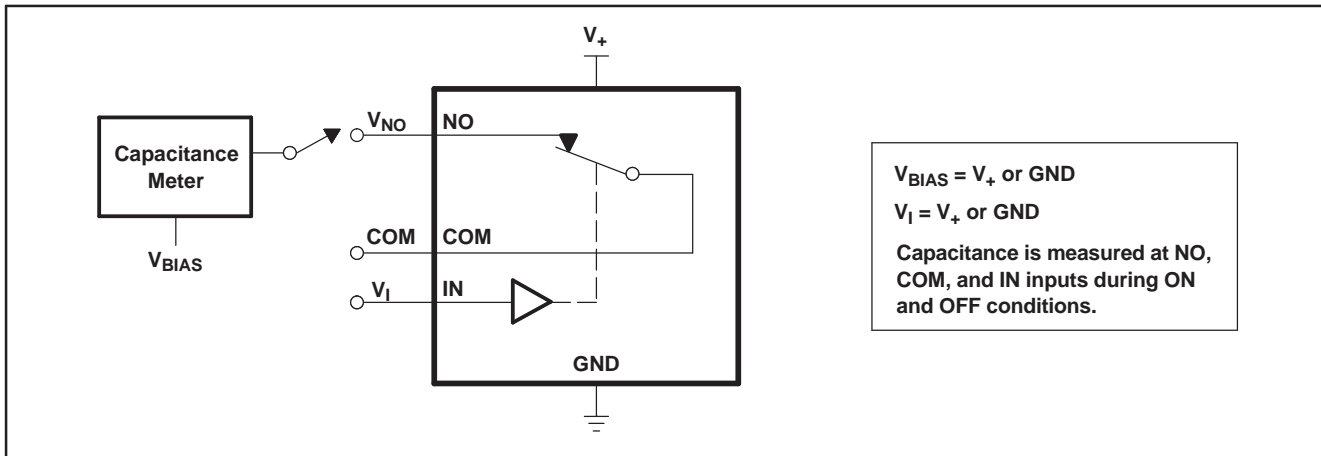 V+
VNO
NO
Capacitance
Meter
VBIAS
COM
COM
VI
IN
GND
VBIAS = V+ or GND
VI = V+ or GND
Capacitance is measured at NO,
COM, and IN inputs during ON
and OFF conditions.